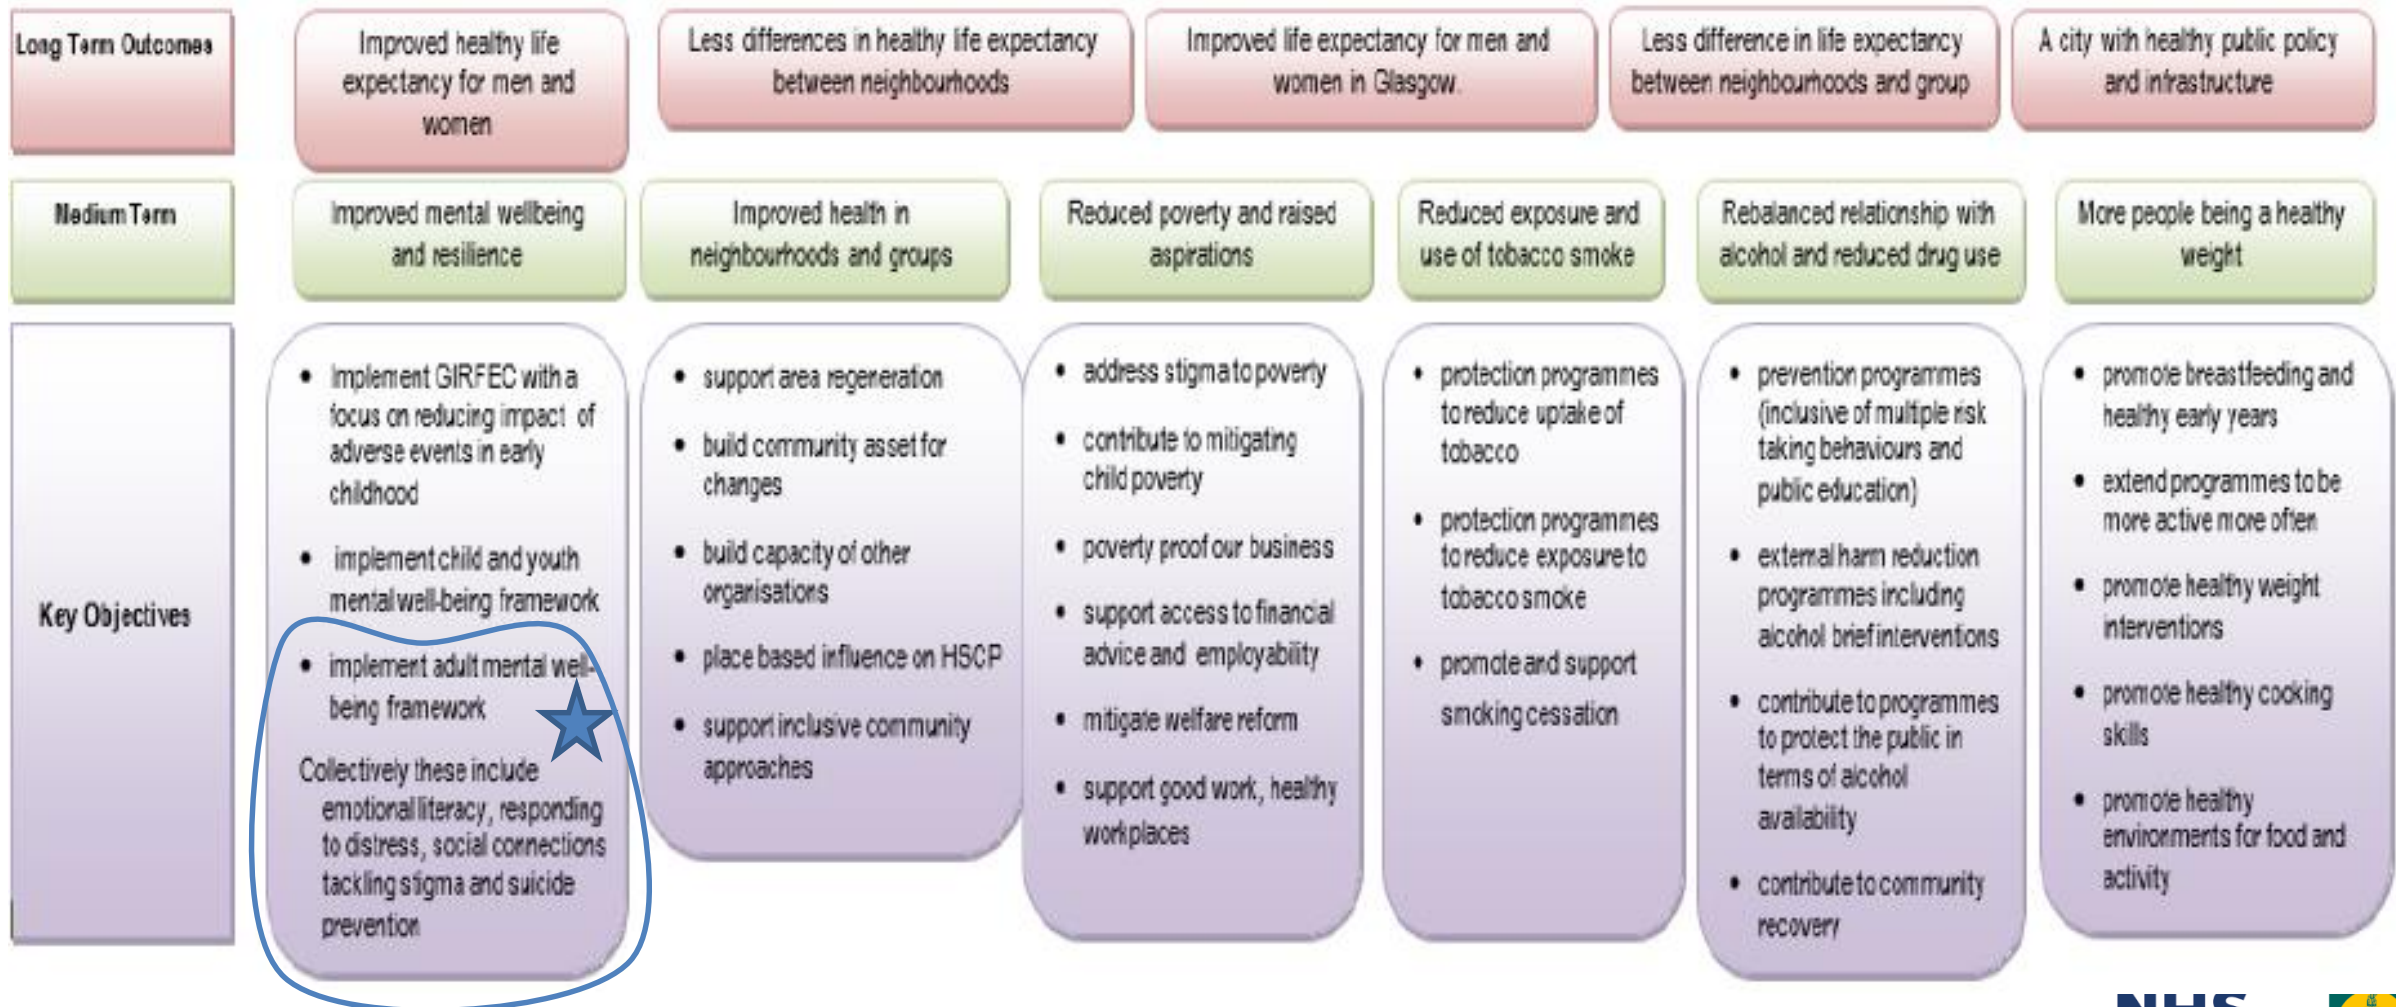 Long Term Outcomes
Improved healthy life
expectancy for men and
women
Less differences in healthy life expectancy
between neighbourhoods
Improved life expectancy for men and
women in Glasgow.
Less difference in life expectancy
between neighbourhoods and group
A city with healthy public policy
and infrastructure
Medium Term
Improved mental wellbeing
and resilience
Improved health in
neighbourhoods and groups
Reduced poverty and raised
aspirations
Reduced exposure and
use of tobacco smoke
Rebalanced relationship with
alcohol and reduced drug use
More people being a healthy
weight
Key Objectives
• Implement GIRFEC with a
focus on reducing impact of
adverse events in early
childhood
• implement child and youth
mental well-being framework
• implement adult mental well-
being framework
Collectively these include
emotional literacy, responding
to distress, social connections
tackling stigma and suicide
prevention
• support area regeneration
• build community asset for
changes
• build capacity of other
organisations
• place based influence on HSCP
• support inclusive community
approaches
• address stigma to poverty
• contribute to mitigating
child poverty
• poverty proof our business
• support access to financial
advice and employability
• mitigate welfare reform
• support good work, healthy
workplaces
• protection programmes
to reduce uptake of
tobacco
• protection programmes
to reduce exposure to
tobacco smoke
• promote and support
smoking cessation
• prevention programmes
(inclusive of multiple risk
taking behaviours and
public education)
• external harm reduction
programmes including
alcohol brief interventions
• contribute to programmes
to protect the public in
terms of alcohol
availability
• contribute to community
recovery
• promote breastfeeding and
healthy early years
• extend programmes to be
more active more often
• promote healthy weight
interventions
• promote healthy cooking
skills
• promote healthy
environments for food and
activity
NHS